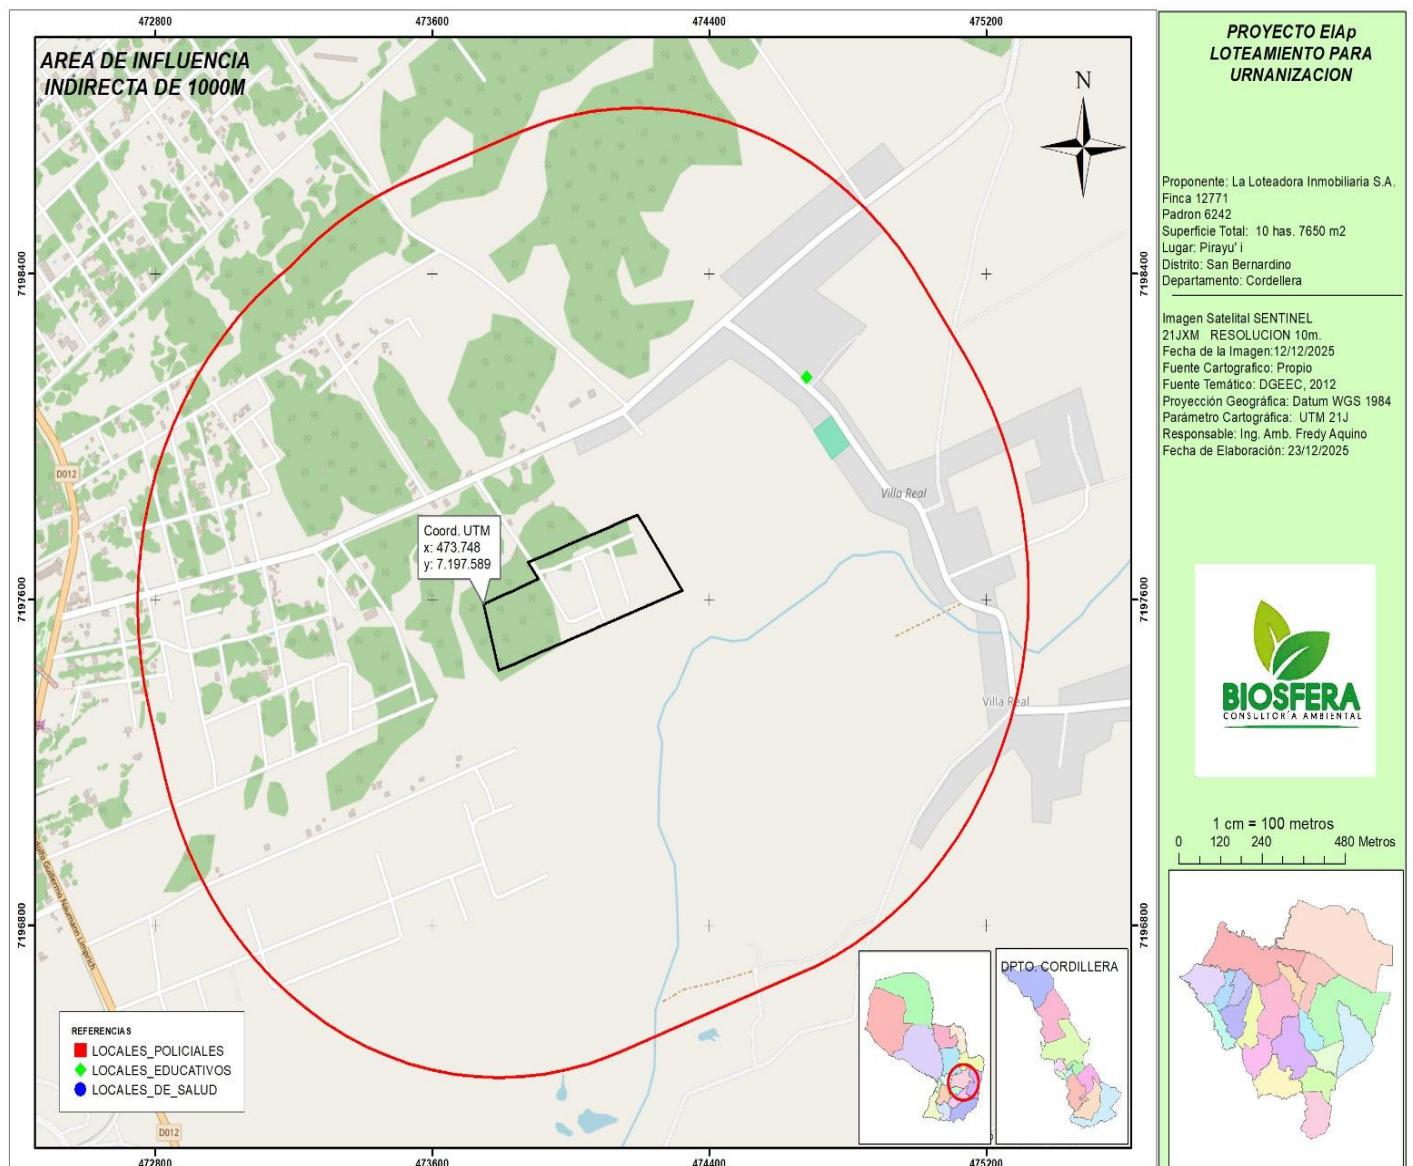 472800
473600
474400
475200
AREA DE INFLUENCIA
INDIRECTA DE 1000M
N
7198400
7198400
D012
Villa Real
Coord. UTM
x: 473.748
y: 7.197.589
7197600
7197600
Villa Real
7196800
7196800
dolfo Guillermo Naumann Limprich
REFERENCIAS
LOCALES_POLICIALES
LOCALES_EDUCATIVOS
LOCALES_DE_SALUD
D012
DPTO. CORDILLERA
472800
473600
474400
475200
PROYECTO EIAp
LOTEAMIENTO PARA
URNANIZACION
Proponente: La Loteadora Inmobiliaria S.A.
Finca 12771
Padron 6242
Superficie Total: 10 has. 7650 m2
Lugar: Pirayu' i
Distrito: San Bernardino
Departamento: Cordellera
Imagen Satelital SENTINEL
21JXM RESOLUCION 10m.
Fecha de la Imagen:12/12/2025
Fuente Cartografico: Propio
Fuente Temático: DGEEC, 2012
Proyección Geográfica: Datum WGS 1984
Parámetro Cartográfica: UTM 21J
Responsable: Ing. Amb. Fredy Aquino
Fecha de Elaboración: 23/12/2025
BIOSFERA
CONSULTORÍA AMBIENTAL
1 cm = 100 metros
0 120 240 480 Metros